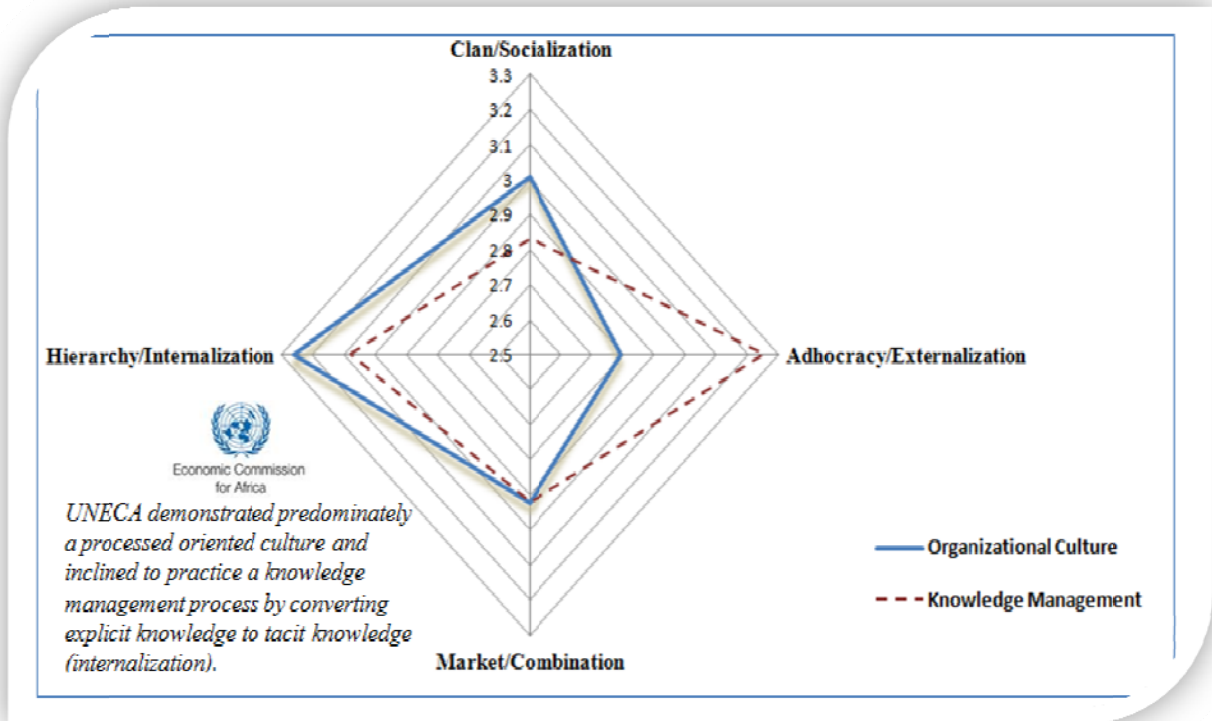 Clan/Socialization
3.3
3.2
3.1
3
2.9
2.8
2.7
2.6
2.5
Hierarchy/Internalization
Adhocracy/Externalization
Economic Commission
for Africa
UNECA demonstrated predominately
a processed oriented culture and
inclined to practice a knowledge
management process by converting
explicit knowledge to tacit knowledge
(internalization).
Organizational Culture
Knowledge Management
Market/Combination